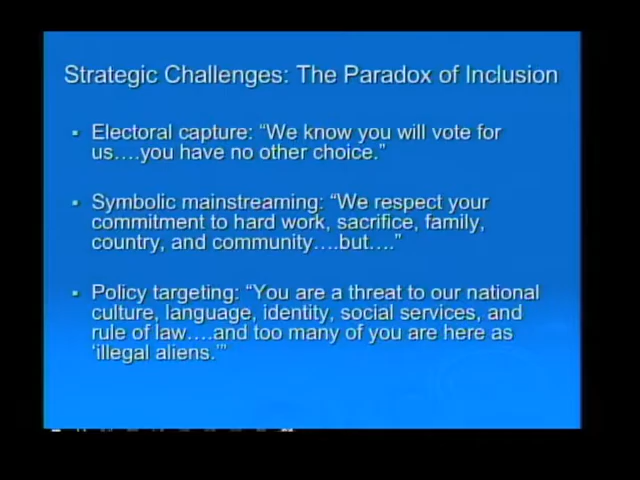 Strategic Challenges: The Paradox of Inclusion
▪ Electoral capture: “We know you will vote for
us….you have no other choice.”
▪ Symbolic mainstreaming: “We respect your
commitment to hard work, sacrifice, family,
country, and community….but….”
▪ Policy targeting: “You are a threat to our national
culture, language, identity, social services, and
rule of law….and too many of you are here as
‘illegal aliens.’”